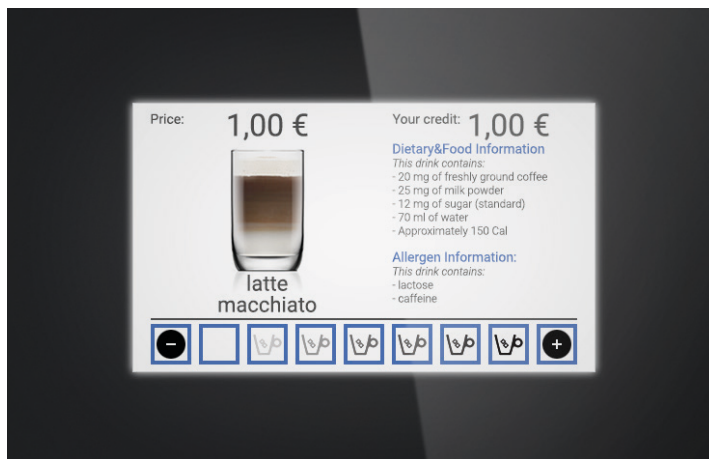 Price:
1,00 €
Your credit: 1,00 €
Dietary&Food Information
This drink contains:
- 20 mg of freshly ground coffee
- 25 mg of milk powder
- 12 mg of sugar (standard)
- 70 ml of water
- Approximately 150 Cal
Allergen Information:
This drink contains:
- lactose
- caffeine
latte
macchiato